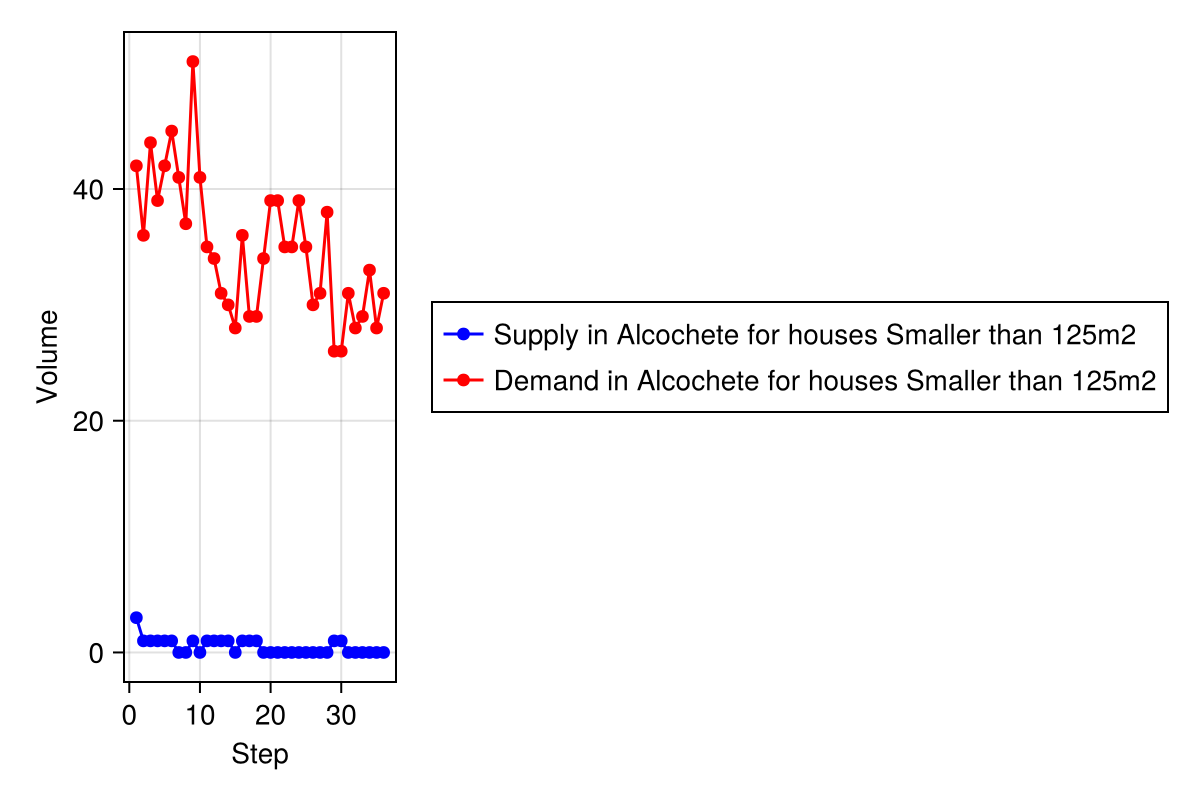 40
20
0
Volume
0 10 20 30
Step
Supply in Alcochete for houses Smaller than 125m2
Demand in Alcochete for houses Smaller than 125m2